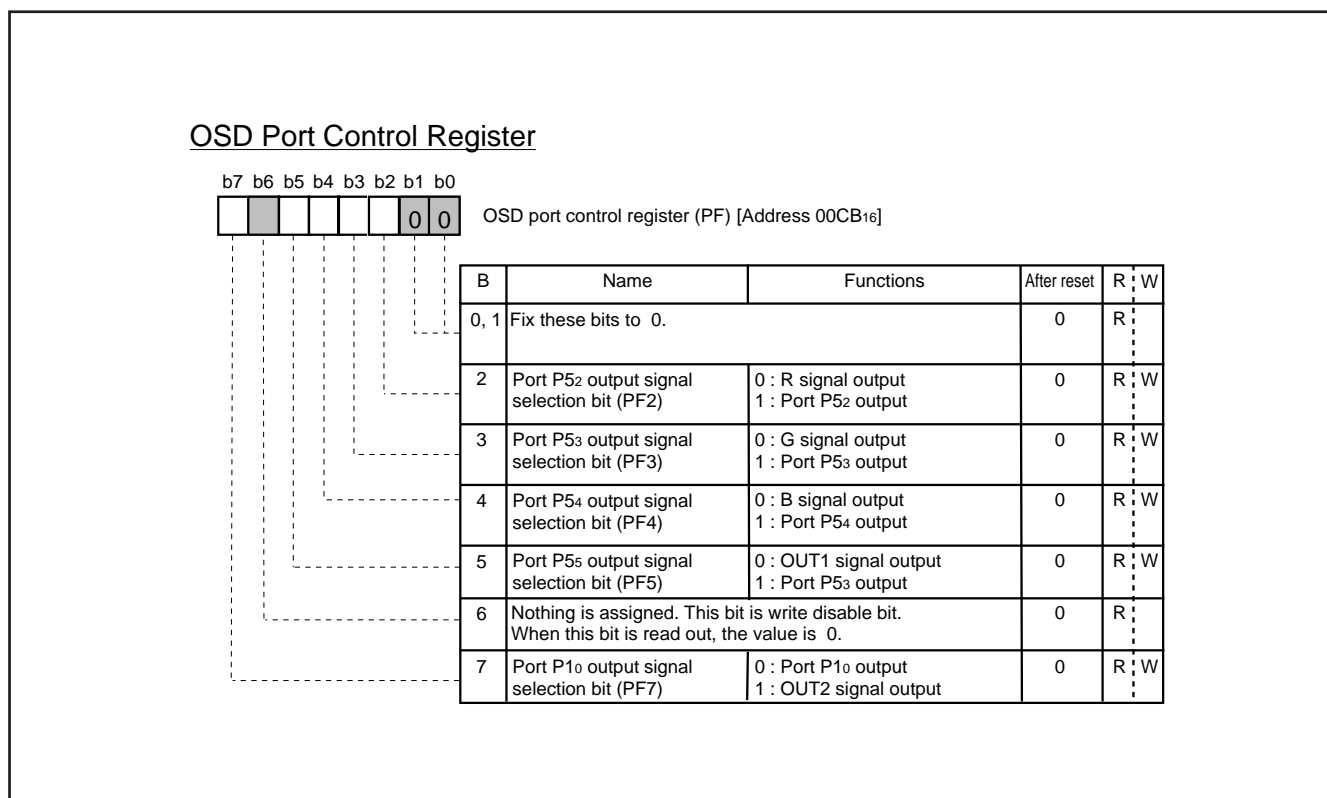 OSD Port Control Register
b7 b6 b5 b4 b3 b2 b1 b0
0 0
OSD port control register (PF) [Address 00CB16]
B Name Functions After reset R W
0, 1 Fix these bits to 0. 0 R
2 Port P52 output signal selection bit (PF2) 0 : R signal output 0 R W
1 : Port P52 output
3 Port P53 output signal selection bit (PF3) 0 : G signal output 0 R W
1 : Port P53 output
4 Port P54 output signal selection bit (PF4) 0 : B signal output 0 R W
1 : Port P54 output
5 Port P55 output signal selection bit (PF5) 0 : OUT1 signal output 0 R W
1 : Port P53 output
6 Nothing is assigned. This bit is write disable bit. 0 R
When this bit is read out, the value is 0.
7 Port P10 output signal selection bit (PF7) 0 : Port P10 output 0 R W
1 : OUT2 signal output